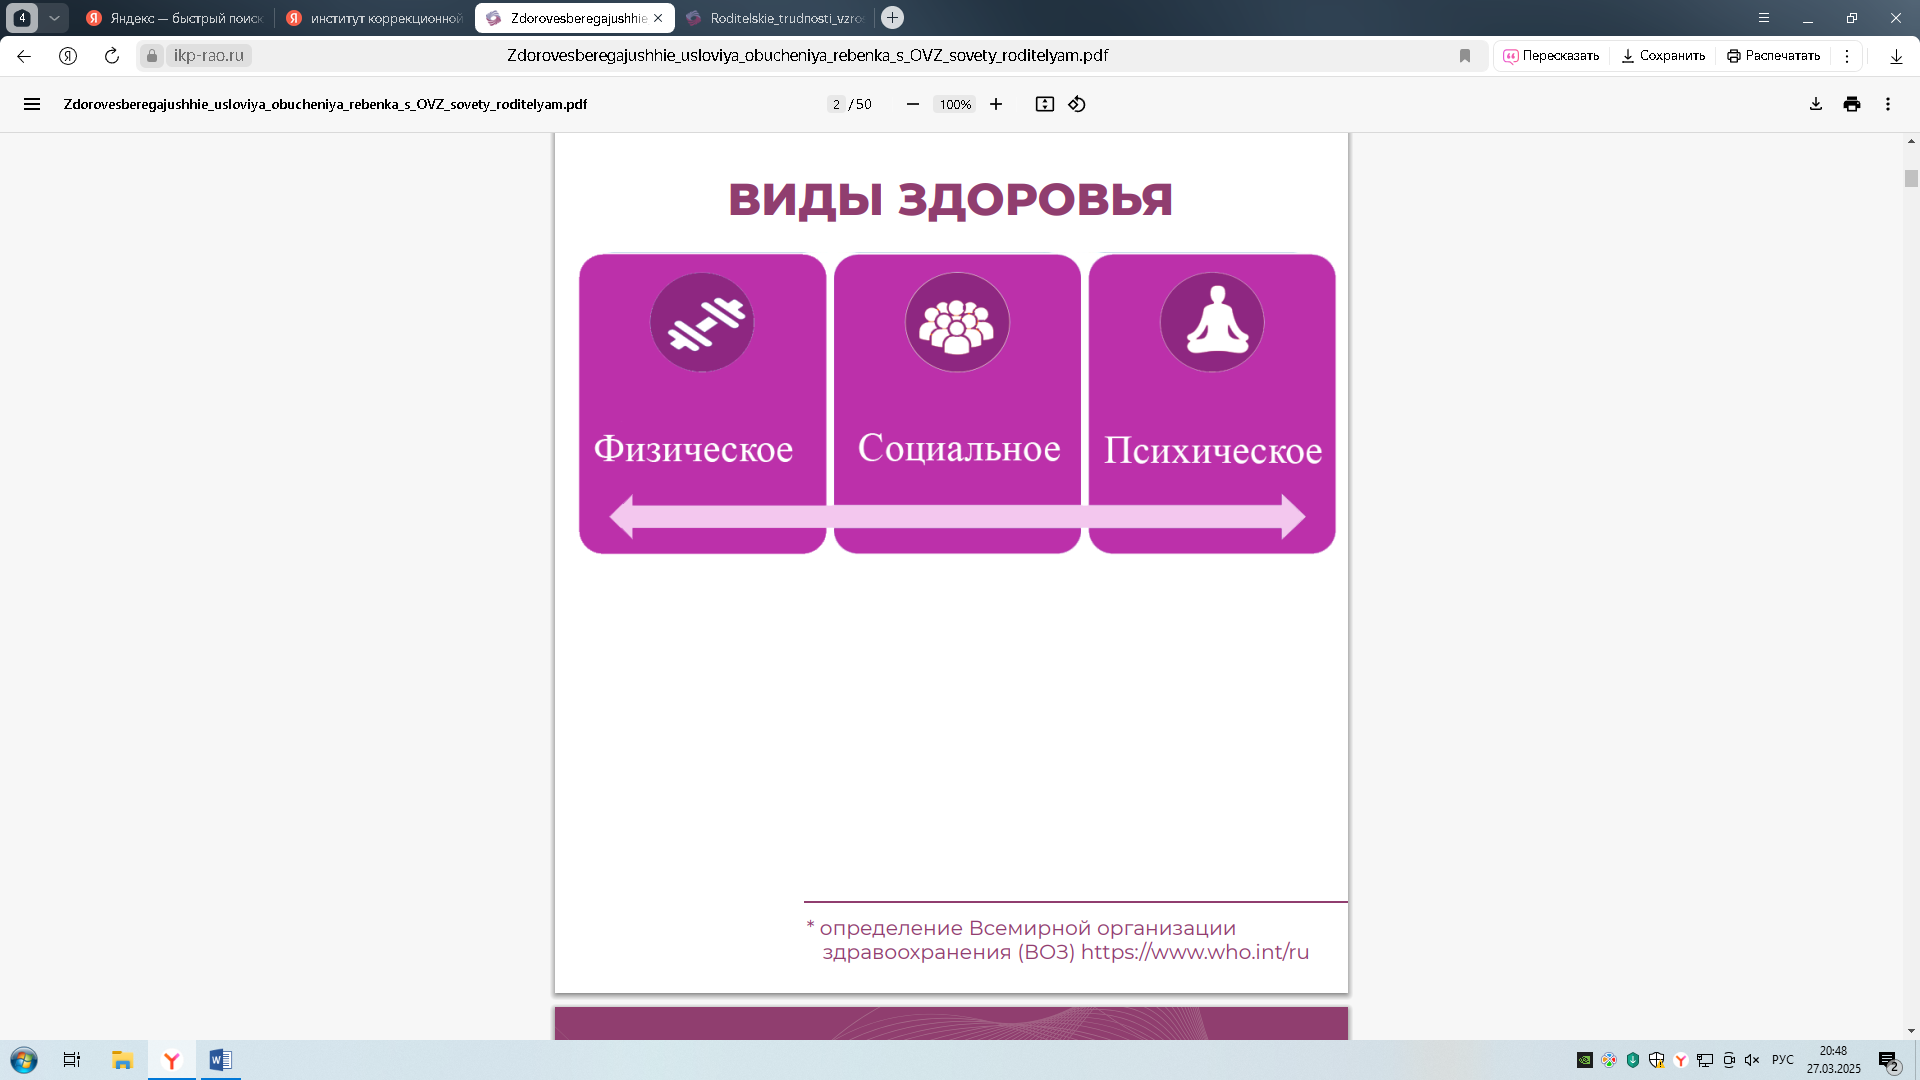 4
Яндекс — быстрый поиск
институт коррекционной
Zdorovesberegajushhie
Roditelskie_trudnosti_vzro
ikp-rao.ru
Zdorovesberegajushhie_usloviya_obucheniya_rebenka_s_OVZ_sovety_roditelyam.pdf
Пересказать
Сохранить
Распечатать
Zdorovesberegajushhie_usloviya_obucheniya_rebenka_s_OVZ_sovety_roditelyam.pdf
2 / 50
100%
ВИДЫ ЗДОРОВЬЯ
Физическое
Социальное
Психическое
* определение Всемирной организации
здравоохранения (ВОЗ) https://www.who.int/ru
РУС
20:48
27.03.2025
2